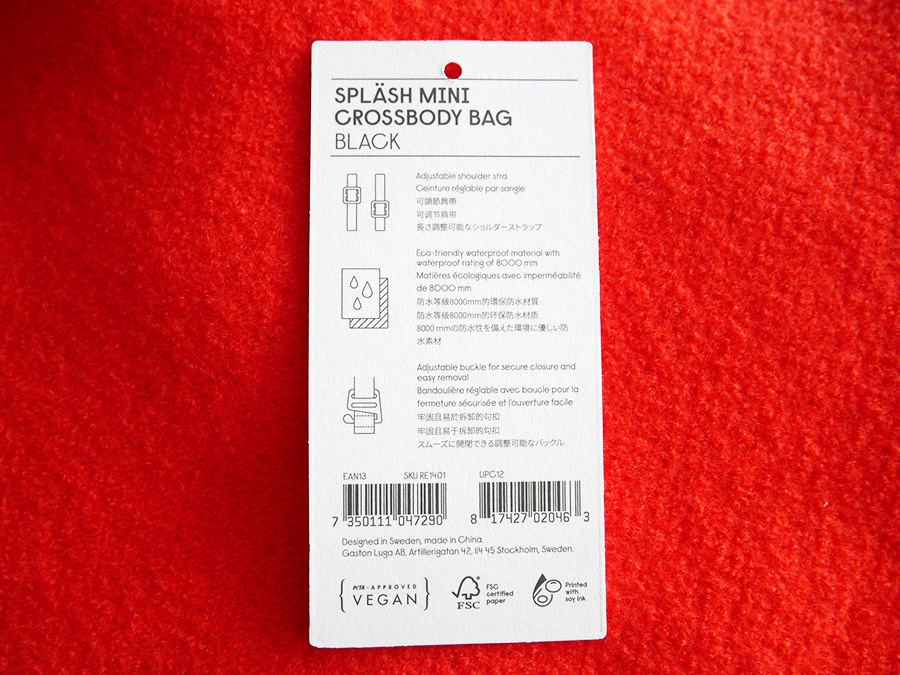 SPLÄSH MINI
CROSSBODY BAG
BLACK
Adjustable shoulder stra
Ceinture réglable par sangle
可調節肩帶
可调节肩带
長さ調整可能なショルダーストラップ
Eco-friendly waterproof material with
waterproof rating of 8000 mm
Matières écologiques avec imperméabilité
de 8000 mm
防水等級8000mm的環保防水材質
防水等级8000mm的环保防水材质
8000 mmの防水性を備えた環境に優しい防
水素材
Adjustable buckle for secure closure and
easy removal
Bandoulière réglable avec boucle pour la
fermeture sécurisée et l'ouverture facile
牢固且易於拆卸的勾扣
牢固且易于拆卸的勾扣
スムーズに開閉できる調整可能なバックル
EAN13 SKU RE1401 UPC12
7 350111 047290 8 17427 02046 3
Designed in Sweden, made in China.
Gaston Luga AB, Artillerigatan 42, 114 45 Stockholm, Sweden.
PETA-APPROVED
VEGAN
FSC
FSC
certified
paper
Printed
with
soy ink